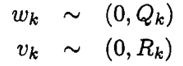 w_k ∼ (0, Q_k)
v_k ∼ (0, R_k)